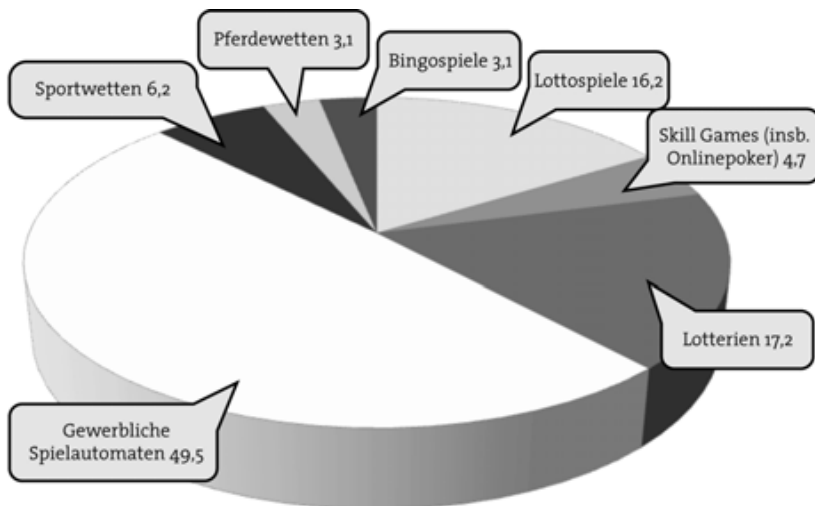 Pferdewetten 3,1
Bingospiele 3,1
Sportwetten 6,2
Lottospiele 16,2
Skill Games (insb.
Onlinepoker) 4,7
Lotterien 17,2
Gewerbliche
Spielautomaten 49,5